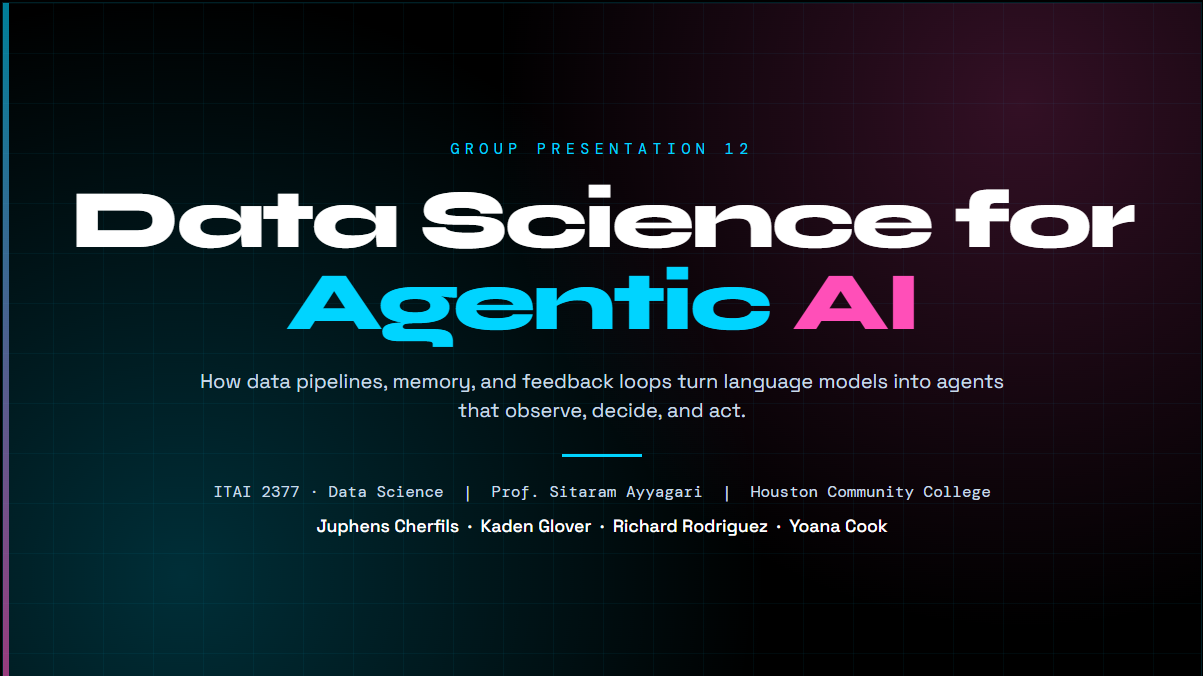 GROUP PRESENTATION 12
Data Science for
Agentic AI
How data pipelines, memory, and feedback loops turn language models into agents
that observe, decide, and act.
ITAI 2377 · Data Science | Prof. Sitaram Ayyagari | Houston Community College
Juphens Cherfils · Kaden Glover · Richard Rodriguez · Yoana Cook